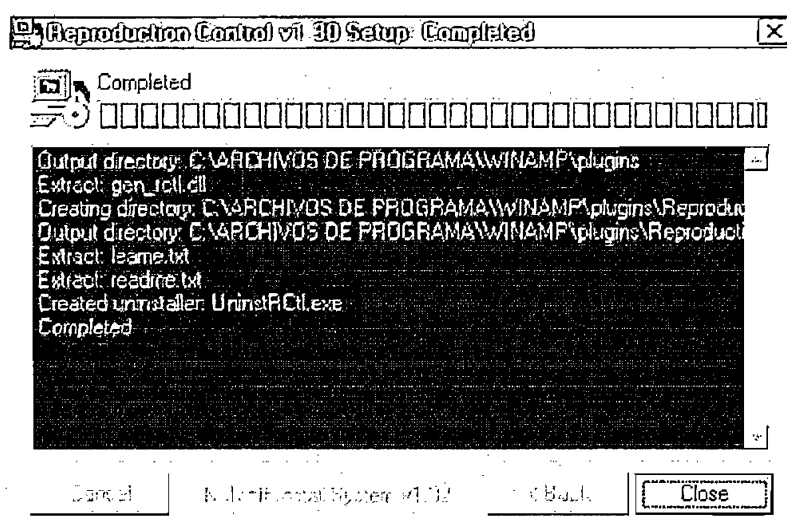 Reproduction Control v1.30 Setup: Completed
Completed
Output directory: C:\ARCHIVOS DE PROGRAMA\WINAMP\plugins
Extract: gen_rctl.dll
Creating directory: C:\ARCHIVOS DE PROGRAMA\WINAMP\plugins\Reproduc
Output directory: C:\ARCHIVOS DE PROGRAMA\WINAMP\plugins\Reproducti
Extract: leame.txt
Extract: readme.txt
Created uninstaller: UninstRCtl.exe
Completed
Cancel
System
< Back
Close